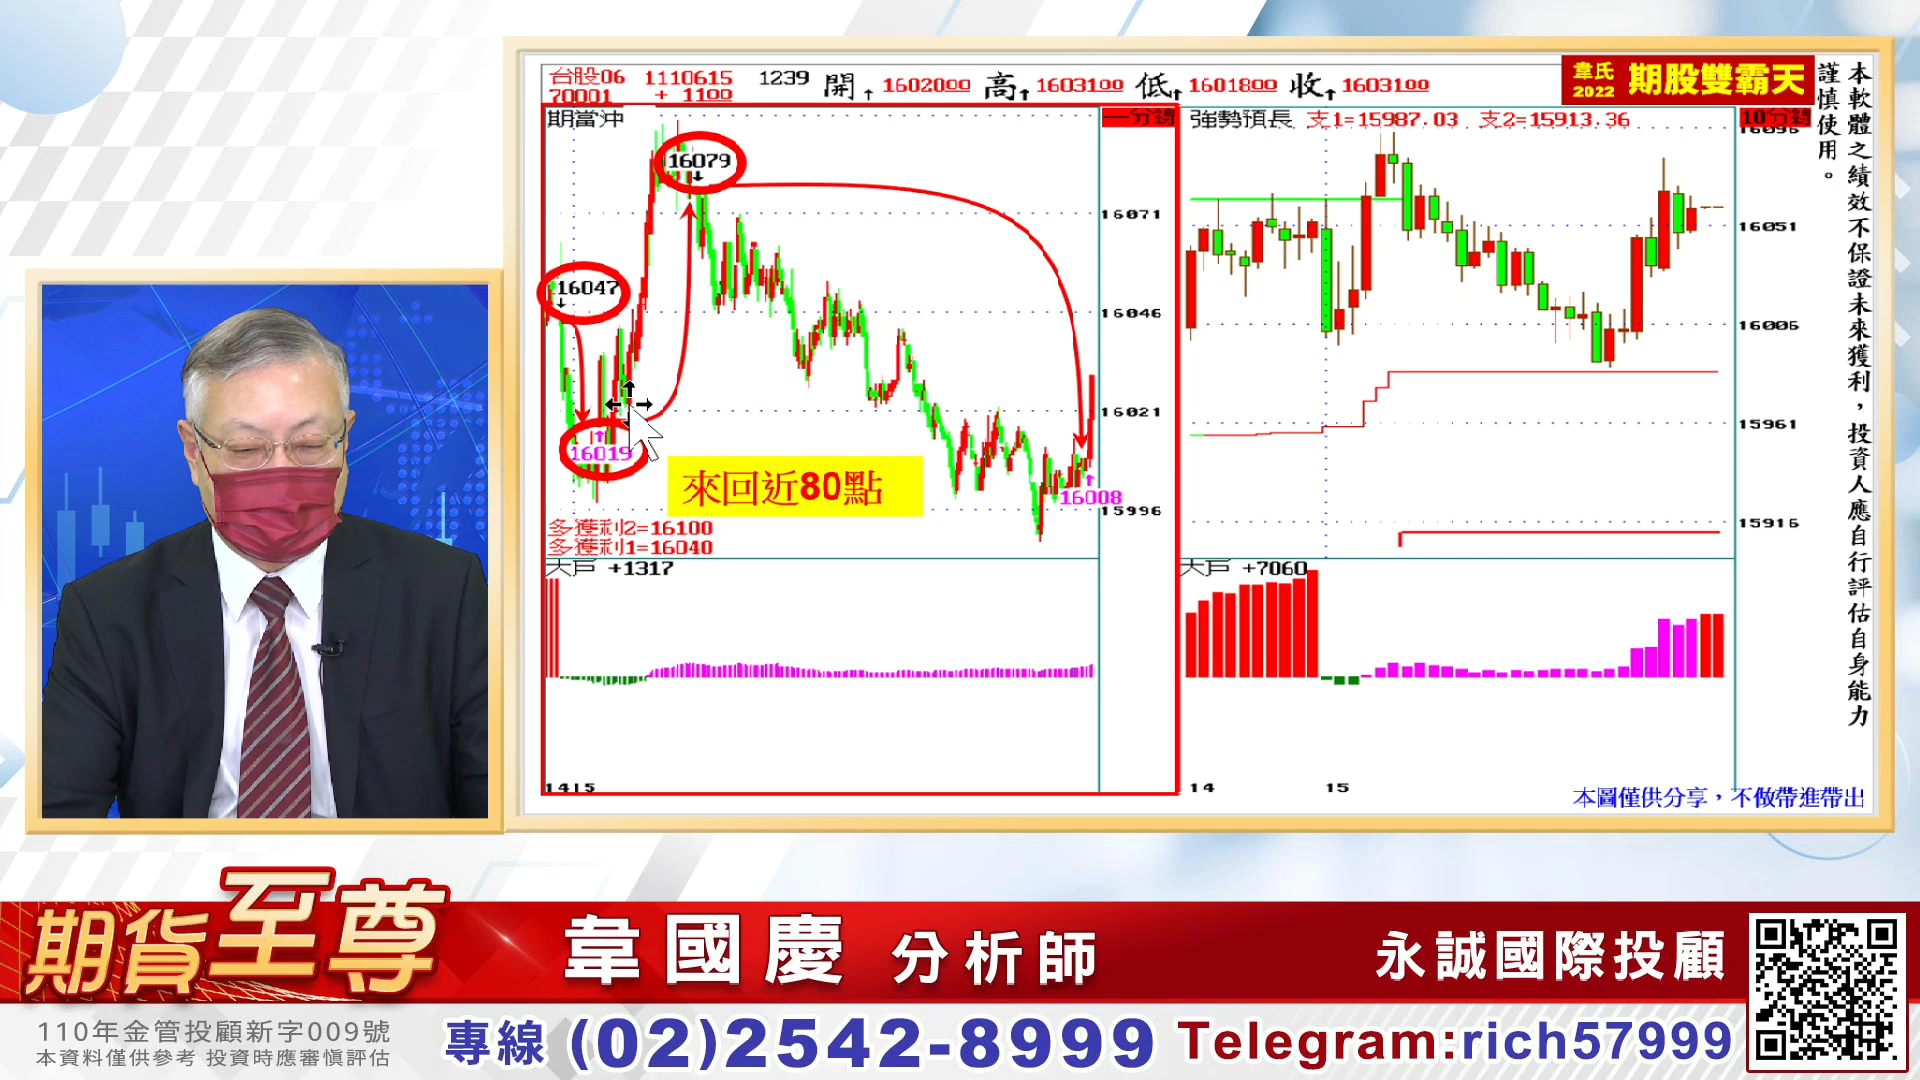 台股06 1110615 1239 開↑ 1602000 高↑ 1603100 低↑ 1601800 收↑ 1603100
70001 + 1100
韋氏 2022 期股雙霸天
期當沖
一分鐘
強勢預長 支1=15987.03 支2=15913.36
10分鐘
16079
16047
16019
16008
16071
16046
16021
15996
16096
16051
16006
15961
15916
來回近80點
多獲利2=16100
多獲利1=16040
大戶 +1317
大戶 +7060
1415
14
15
本軟體之績效不保證未來獲利，投資人應自行評估自身能力
謹慎使用。
本圖僅供分享，不做帶進帶出
期貨至尊
韋國慶 分析師
永誠國際投顧
110年金管投顧新字009號
本資料僅供參考 投資時應審慎評估
專線 (02)2542-8999
Telegram:rich57999